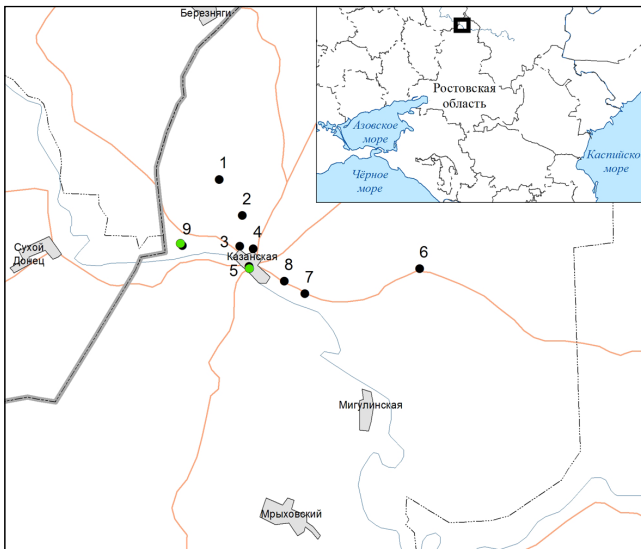 Березняги
Ростовская
область
Азовское
море
Чёрное
море
Каспийско
море
1
2
9
3
4
Казанская
Сухой
Донец
5
6
8
7
Мигулинская
Мрыховский